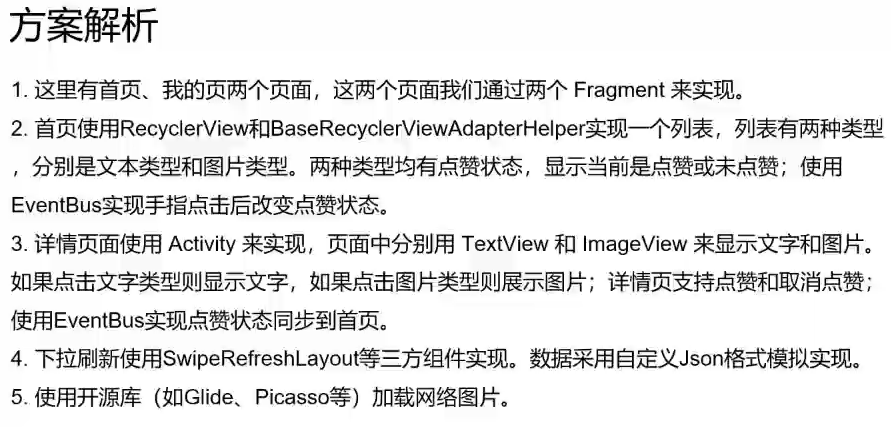 方案解析
1. 这里有首页、我的页两个页面，这两个页面我们通过两个 Fragment 来实现。
2. 首页使用RecyclerView和BaseRecyclerViewAdapterHelper实现一个列表，列表有两种类型
，分别是文本类型和图片类型。两种类型均有点赞状态，显示当前是点赞或未点赞；使用
EventBus实现手指点击后改变点赞状态。
3. 详情页面使用 Activity 来实现，页面中分别用 TextView 和 ImageView 来显示文字和图片。
如果点击文字类型则显示文字，如果点击图片类型则展示图片；详情页支持点赞和取消点赞；
使用EventBus实现点赞状态同步到首页。
4. 下拉刷新使用SwipeRefreshLayout等三方组件实现。数据采用自定义Json格式模拟实现。
5. 使用开源库（如Glide、Picasso等）加载网络图片。